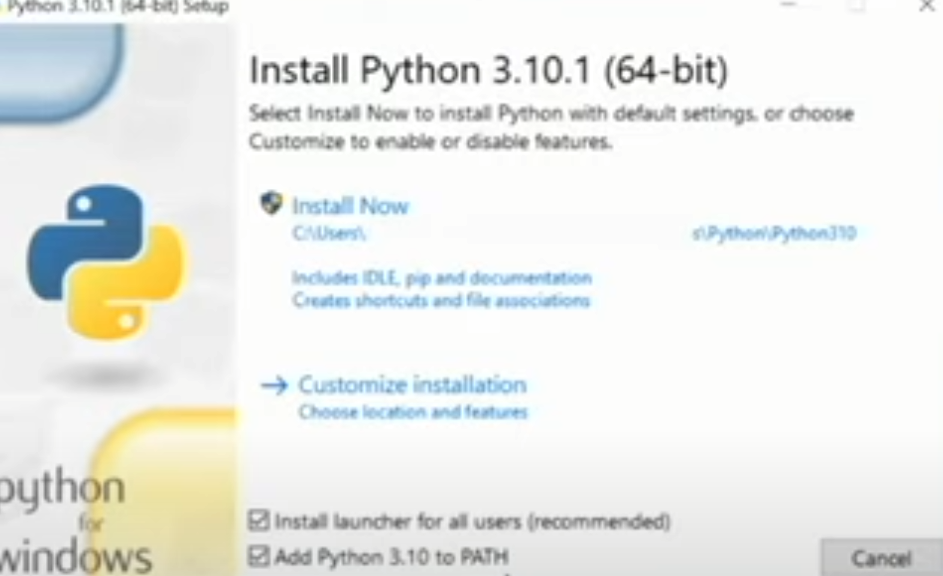 Python 3.10.1 (64-bit) Setup
Install Python 3.10.1 (64-bit)
Select Install Now to install Python with default settings, or choose
Customize to enable or disable features.
Install Now
C:\Users\ s\Python\Python310
Includes IDLE, pip and documentation
Creates shortcuts and file associations
→ Customize installation
Choose location and features
python
for
windows
Install launcher for all users (recommended)
Add Python 3.10 to PATH
Cancel